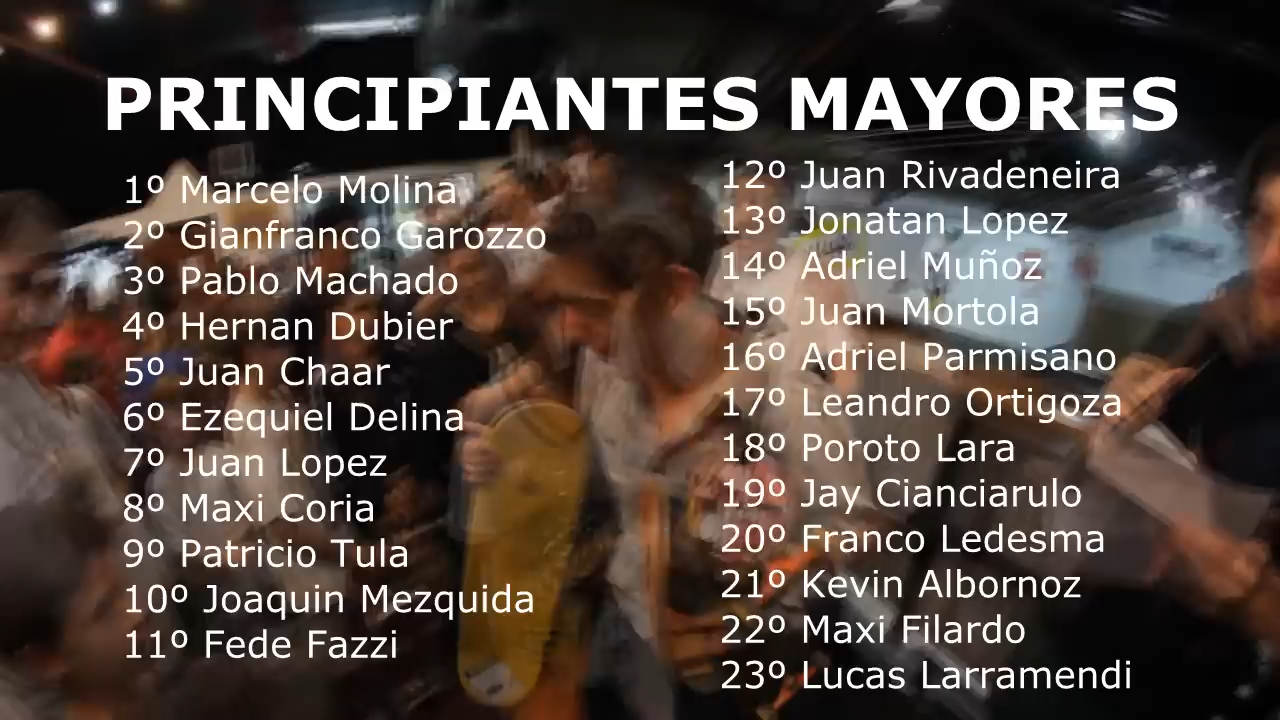 PRINCIPIANTES MAYORES
1º Marcelo Molina
2º Gianfranco Garozzo
3º Pablo Machado
4º Hernan Dubier
5º Juan Chaar
6º Ezequiel Delina
7º Juan Lopez
8º Maxi Coria
9º Patricio Tula
10º Joaquin Mezquida
11º Fede Fazzi
12º Juan Rivadeneira
13º Jonatan Lopez
14º Adriel Muñoz
15º Juan Mortola
16º Adriel Parmisano
17º Leandro Ortigoza
18º Poroto Lara
19º Jay Cianciarulo
20º Franco Ledesma
21º Kevin Albornoz
22º Maxi Filardo
23º Lucas Larramendi